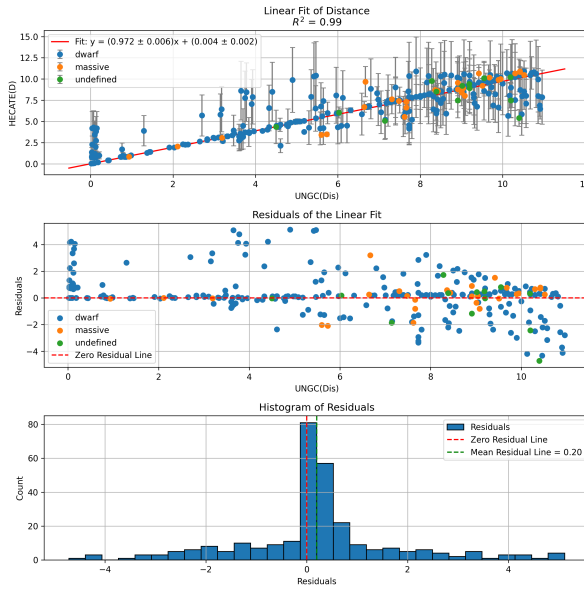 Linear Fit of Distance
R² = 0.99
Fit: y = (0.972 ± 0.006)x + (0.004 ± 0.002)
dwarf
massive
undefined
15.0
12.5
10.0
7.5
5.0
2.5
0.0
HECATE(D)
0 2 4 6 8 10
UNGC(Dis)
Residuals of the Linear Fit
4
2
0
−2
−4
Residuals
dwarf
massive
undefined
Zero Residual Line
0 2 4 6 8 10
UNGC(Dis)
Histogram of Residuals
Residuals
Zero Residual Line
Mean Residual Line = 0.20
80
60
40
20
0
Count
−4 −2 0 2 4
Residuals